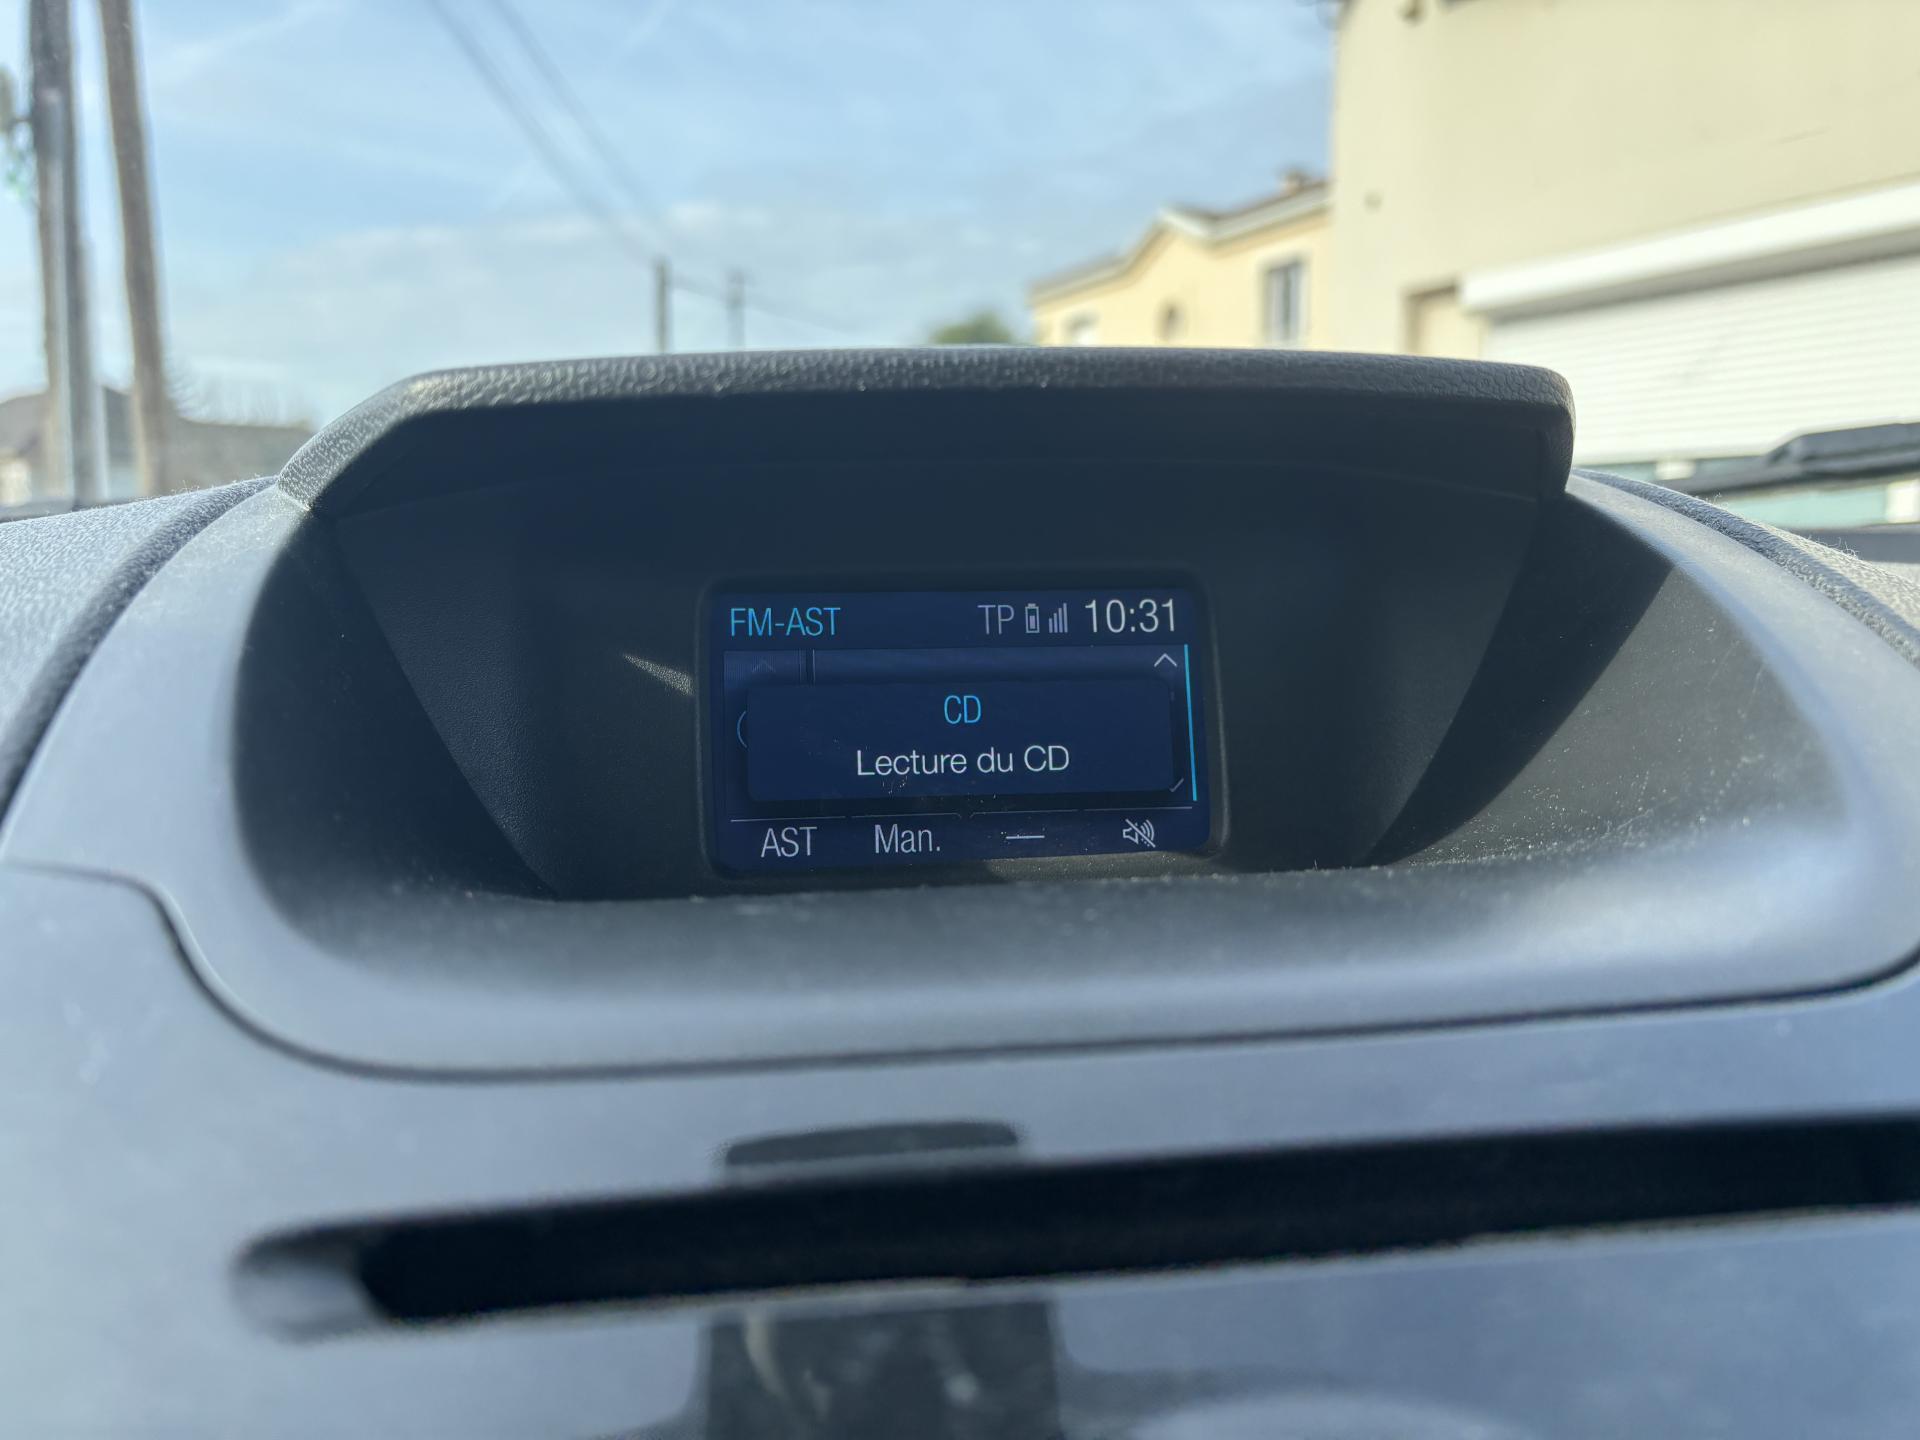 FM-AST TP 10:31
CD
Lecture du CD
AST Man.